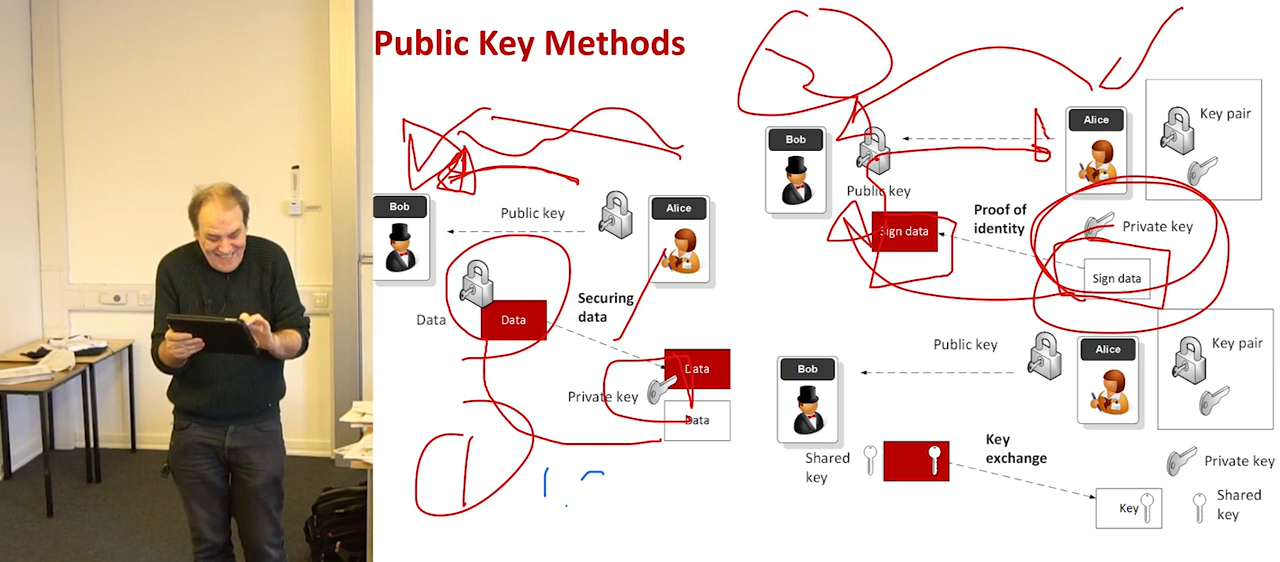 Public Key Methods
Bob
Public key
Alice
Data
Data
Securing
data
Private key
Data
Data
Bob
Public key
Alice
Key pair
Sign data
Proof of
identity
Private key
Sign data
Public key
Alice
Key pair
Bob
Shared
key
Key
exchange
Private key
Key
Shared
key